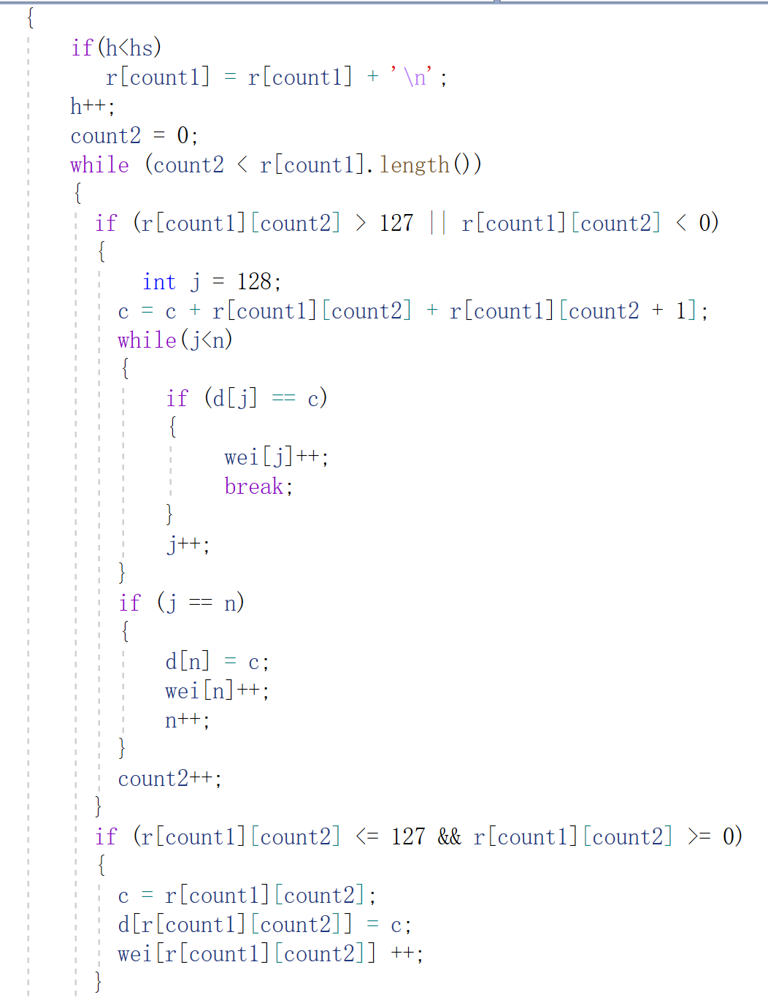 {
if(h<hs)
r[count1] = r[count1] + '\n';
h++;
count2 = 0;
while (count2 < r[count1].length())
{
if (r[count1][count2] > 127 || r[count1][count2] < 0)
{
int j = 128;
c = c + r[count1][count2] + r[count1][count2 + 1];
while(j<n)
{
if (d[j] == c)
{
wei[j]++;
break;
}
j++;
}
if (j == n)
{
d[n] = c;
wei[n]++;
n++;
}
count2++;
}
if (r[count1][count2] <= 127 && r[count1][count2] >= 0)
{
c = r[count1][count2];
d[r[count1][count2]] = c;
wei[r[count1][count2]] ++;
}